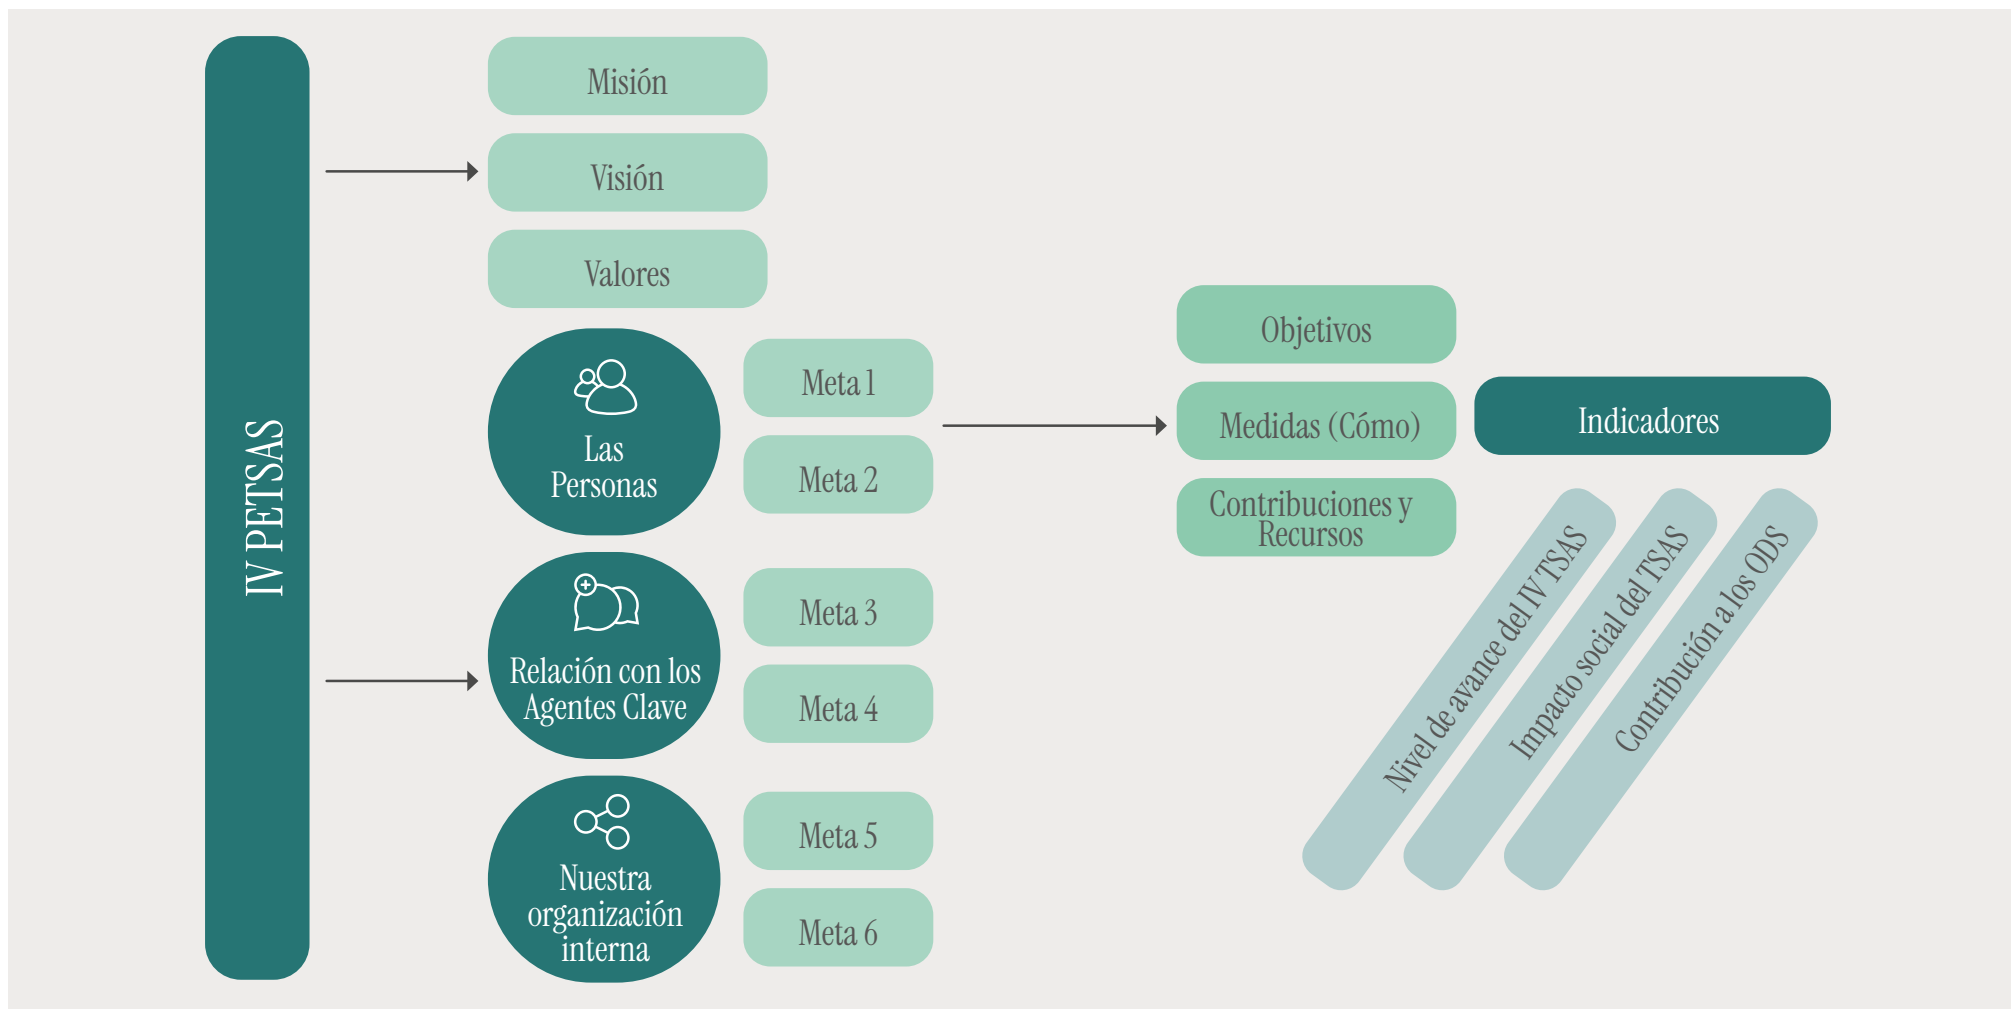 IV PETSAS
Misión
Visión
Valores
Las
Personas
Meta 1
Meta 2
Relación con los
Agentes Clave
Meta 3
Meta 4
Nuestra
organización
interna
Meta 5
Meta 6
Objetivos
Medidas (Cómo)
Contribuciones y
Recursos
Indicadores
Nivel de avance del IV TSAS
Impacto social del TSAS
Contribución a los ODS